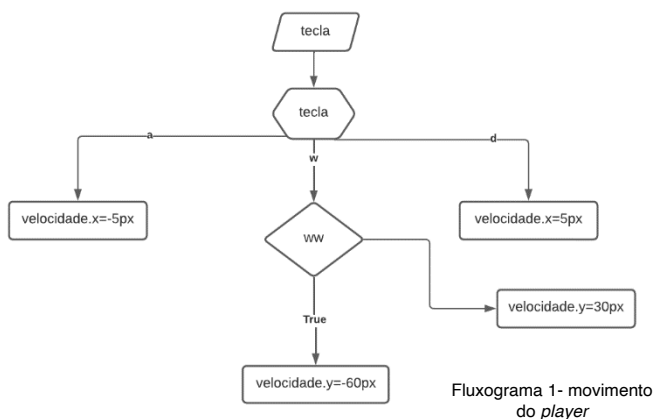 tecla
tecla
a
w
d
velocidade.x=-5px
velocidade.x=5px
ww
velocidade.y=30px
True
velocidade.y=-60px
Fluxograma 1- movimento
do player